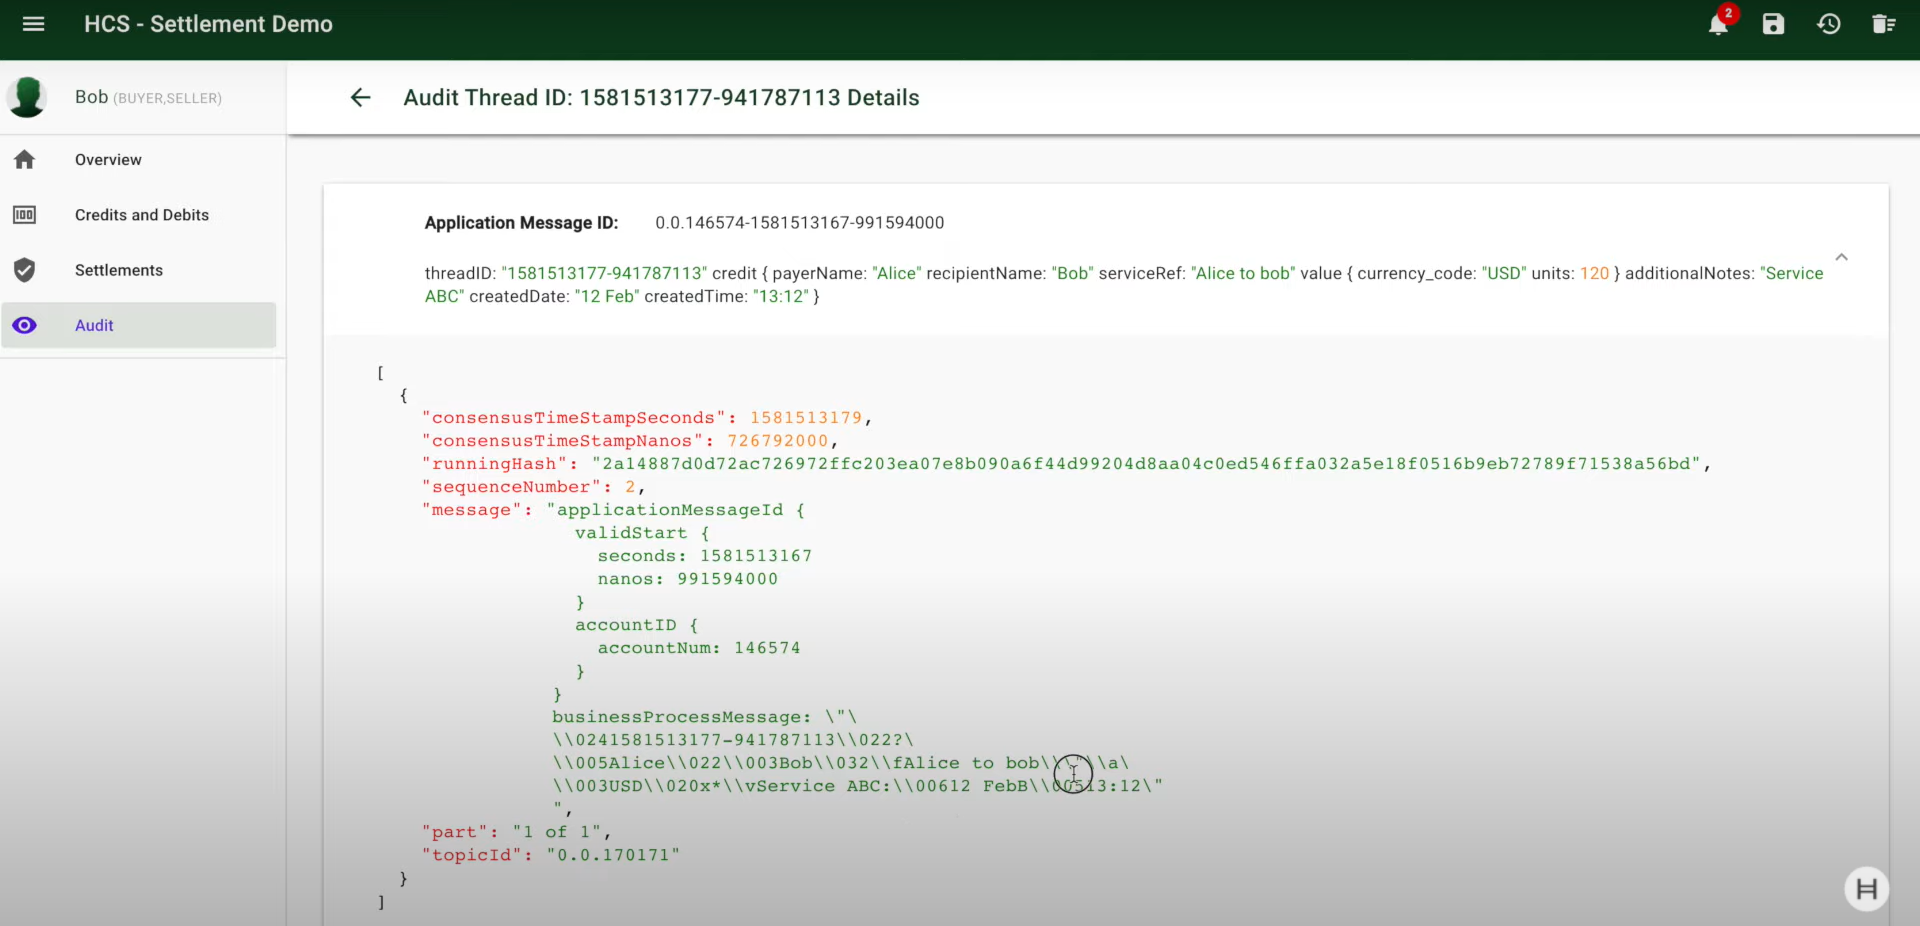 HCS - Settlement Demo
2
Bob (BUYER,SELLER)
Audit Thread ID: 1581513177-941787113 Details
Overview
Credits and Debits
Settlements
Audit
Application Message ID: 0.0.146574-1581513167-991594000
threadID: "1581513177-941787113" credit { payerName: "Alice" recipientName: "Bob" serviceRef: "Alice to bob" value { currency_code: "USD" units: 120 } additionalNotes: "Service
ABC" createdDate: "12 Feb" createdTime: "13:12" }
[
{
"consensusTimeStampSeconds": 1581513179,
"consensusTimeStampNanos": 726792000,
"runningHash": "2a14887d0d72ac726972ffc203ea07e8b090a6f44d99204d8aa04c0ed546ffa032a5e18f0516b9eb72789f71538a56bd",
"sequenceNumber": 2,
"message": "applicationMessageId {
validStart {
seconds: 1581513167
nanos: 991594000
}
accountID {
accountNum: 146574
}
}
businessProcessMessage: \"\
\\0241581513177-941787113\\022?\
\\005Alice\\022\\003Bob\\032\\fAlice to bob\\\"\\a\
\\003USD\\020x*\\vService ABC:\\00612 FebB\\00513:12\"
",
"part": "1 of 1",
"topicId": "0.0.170171"
}
]
H